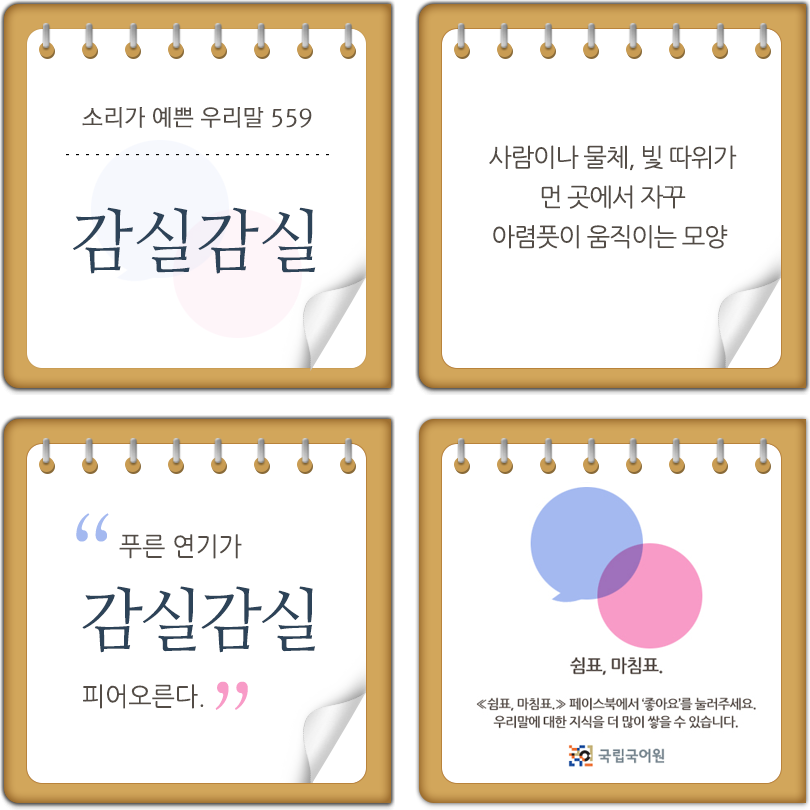 소리가 예쁜 우리말 559
감실감실
사람이나 물체, 빛 따위가
먼 곳에서 자꾸
아렴풋이 움직이는 모양
“ 푸른 연기가
감실감실
피어오른다. ”
쉼표, 마침표.
≪쉼표, 마침표.≫ 페이스북에서 ‘좋아요’를 눌러주세요.
우리말에 대한 지식을 더 많이 쌓을 수 있습니다.
국립국어원